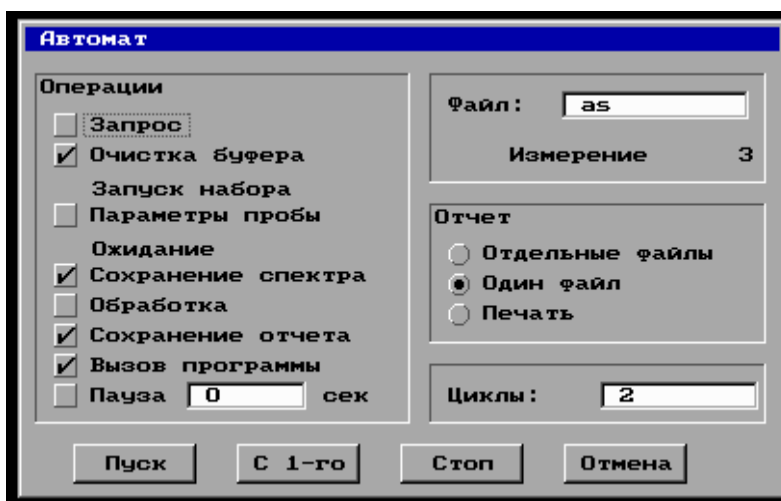 Автомат
Операции
Запрос
Очистка буфера
Запуск набора
Параметры пробы
Ожидание
Сохранение спектра
Обработка
Сохранение отчета
Вызов программы
Пауза 0 сек
Файл: as
Измерение 3
Отчет
Отдельные файлы
Один файл
Печать
Циклы: 2
Пуск С 1-го Стоп Отмена